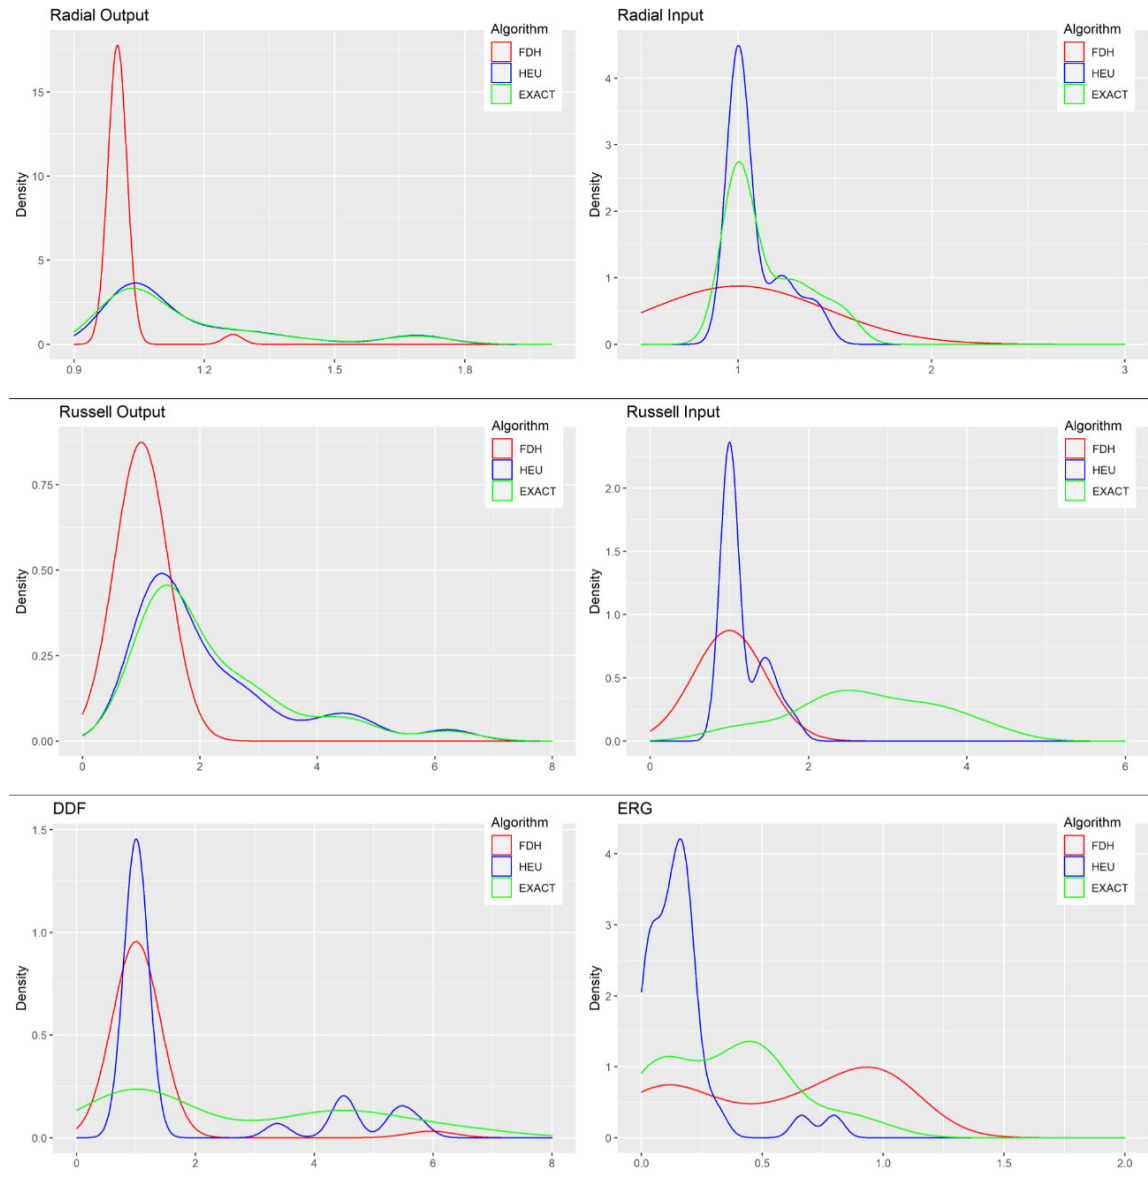 Radial Output
Algorithm
FDH
HEU
EXACT
Density
15
10
5
0
0.9
1.2
1.5
1.8
Radial Input
Algorithm
FDH
HEU
EXACT
Density
4
3
2
1
0
1
2
3
Russell Output
Algorithm
FDH
HEU
EXACT
Density
0.75
0.50
0.25
0.00
0
2
4
6
8
Russell Input
Algorithm
FDH
HEU
EXACT
Density
2.0
1.5
1.0
0.5
0.0
0
2
4
6
DDF
Algorithm
FDH
HEU
EXACT
Density
1.5
1.0
0.5
0.0
0
2
4
6
8
ERG
Algorithm
FDH
HEU
EXACT
Density
4
3
2
1
0
0.0
0.5
1.0
1.5
2.0